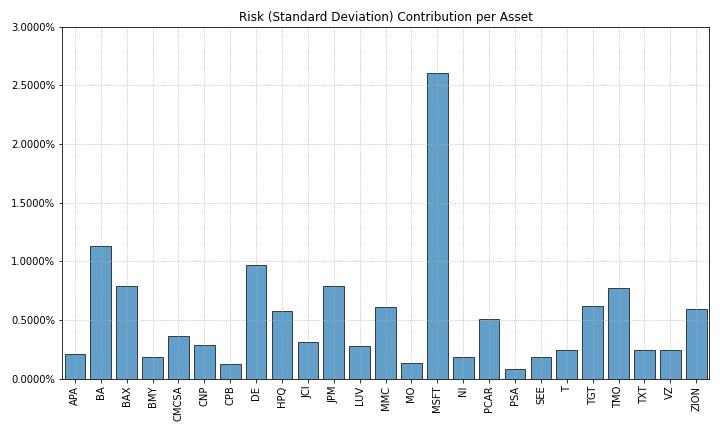 Risk (Standard Deviation) Contribution per Asset
3.0000%
2.5000%
2.0000%
1.5000%
1.0000%
0.5000%
0.0000%
APA
BA
BAX
BMY
CMCSA
CNP
CPB
DE
HPQ
JCI
JPM
LUV
MMC
MO
MSFT
NI
PCAR
PSA
SEE
T
TGT
TMO
TXT
VZ
ZION